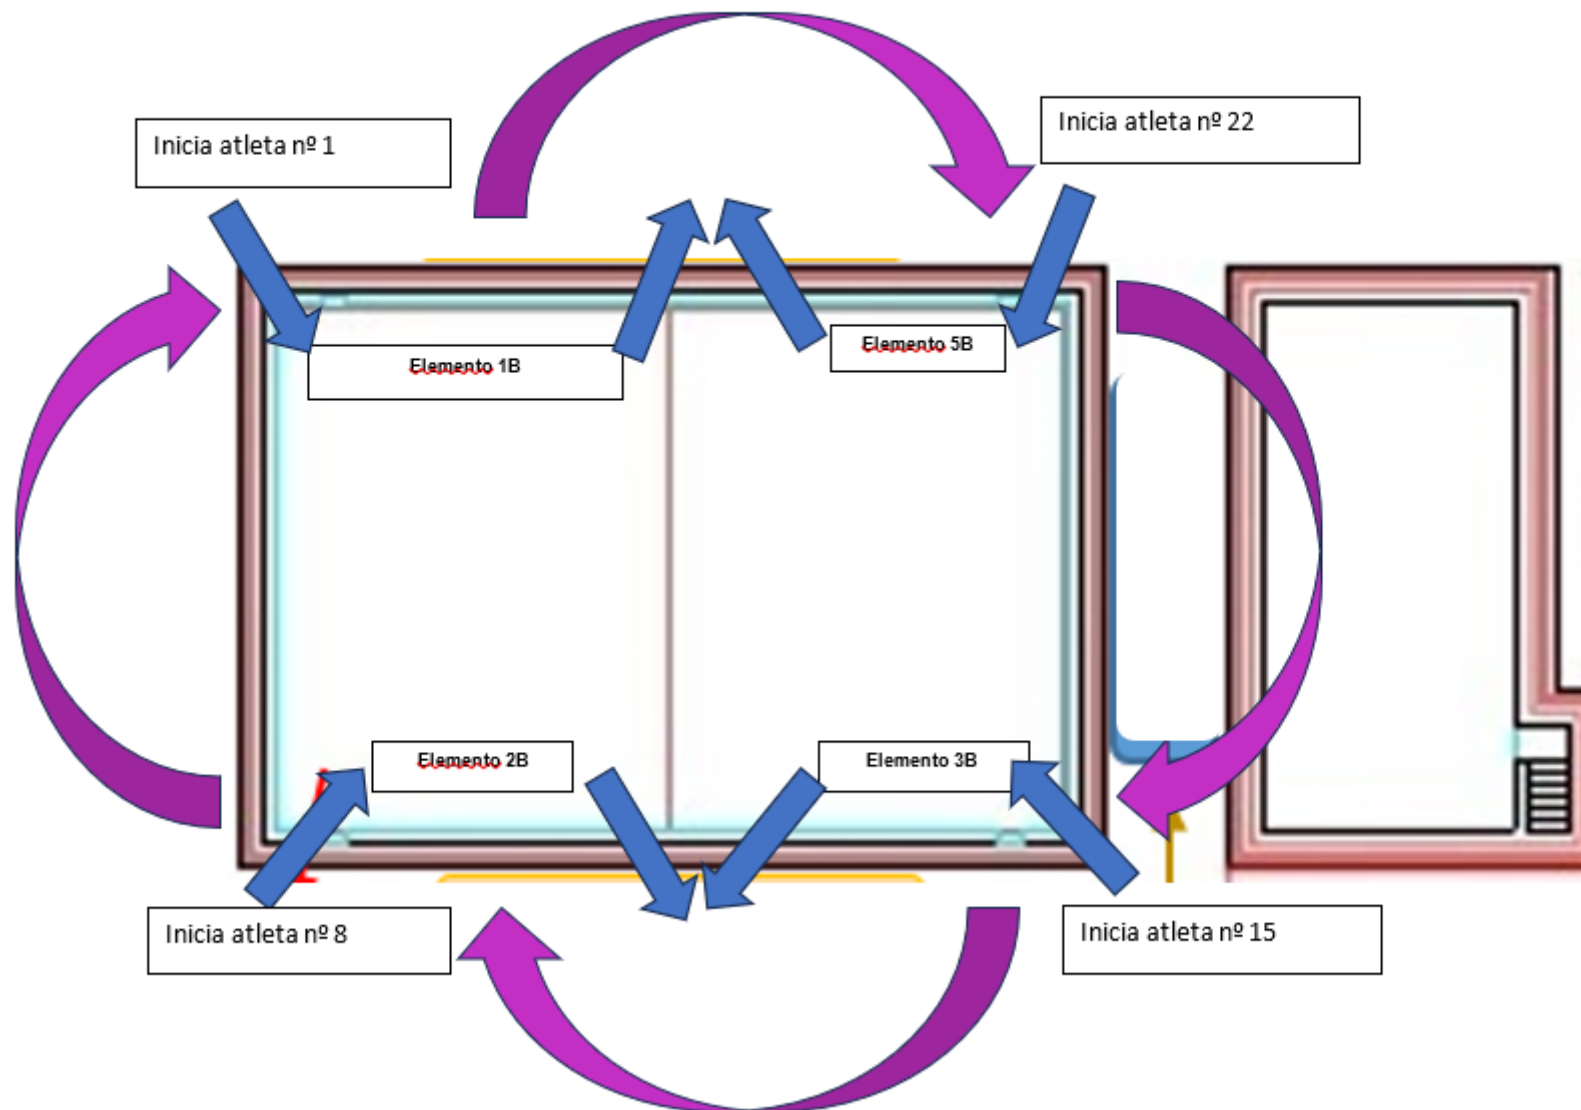 Inicia atleta nº 1
Inicia atleta nº 22
Elemento 1B
Elemento 5B
Elemento 2B
Elemento 3B
Inicia atleta nº 8
Inicia atleta nº 15